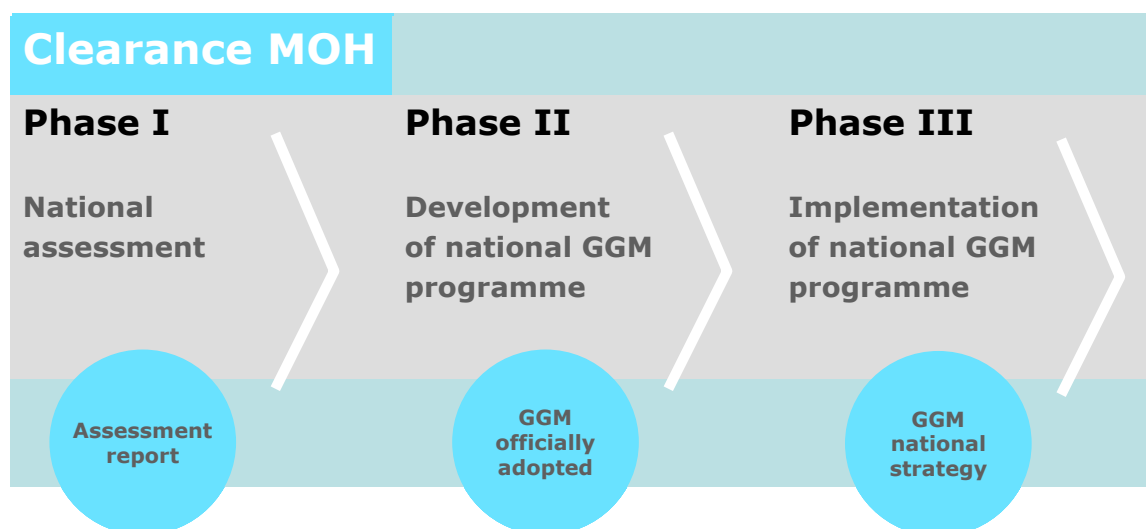 Clearance MOH
Phase I
National
assessment
Assessment
report
Phase II
Development
of national GGM
programme
GGM
officially
adopted
Phase III
Implementation
of national GGM
programme
GGM
national
strategy